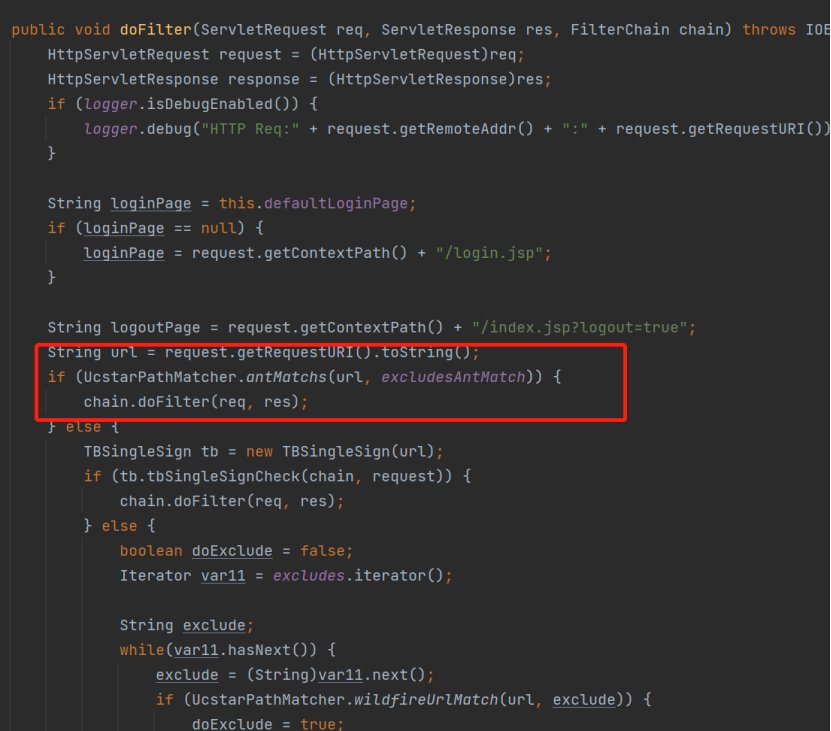 public void doFilter(ServletRequest req, ServletResponse res, FilterChain chain) throws IOE
HttpServletRequest request = (HttpServletRequest)req;
HttpServletResponse response = (HttpServletResponse)res;
if (logger.isDebugEnabled()) {
logger.debug("HTTP Req:" + request.getRemoteAddr() + ":" + request.getRequestURI())
}
String loginPage = this.defaultLoginPage;
if (loginPage == null) {
loginPage = request.getContextPath() + "/login.jsp";
}
String logoutPage = request.getContextPath() + "/index.jsp?logout=true";
String url = request.getRequestURI().toString();
if (UcstarPathMatcher.antMatchs(url, excludesAntMatch)) {
chain.doFilter(req, res);
} else {
TBSingleSign tb = new TBSingleSign(url);
if (tb.tbSingleSignCheck(chain, request)) {
chain.doFilter(req, res);
} else {
boolean doExclude = false;
Iterator var11 = excludes.iterator();
String exclude;
while(var11.hasNext()) {
exclude = (String)var11.next();
if (UcstarPathMatcher.wildfireUrlMatch(url, exclude)) {
doExclude = true;